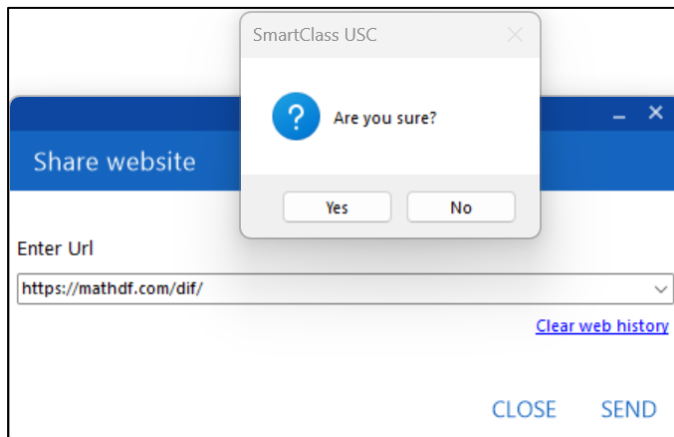 SmartClass USC
Are you sure?
Yes No
Share website
Enter Url
https://mathdf.com/dif/
Clear web history
CLOSE SEND